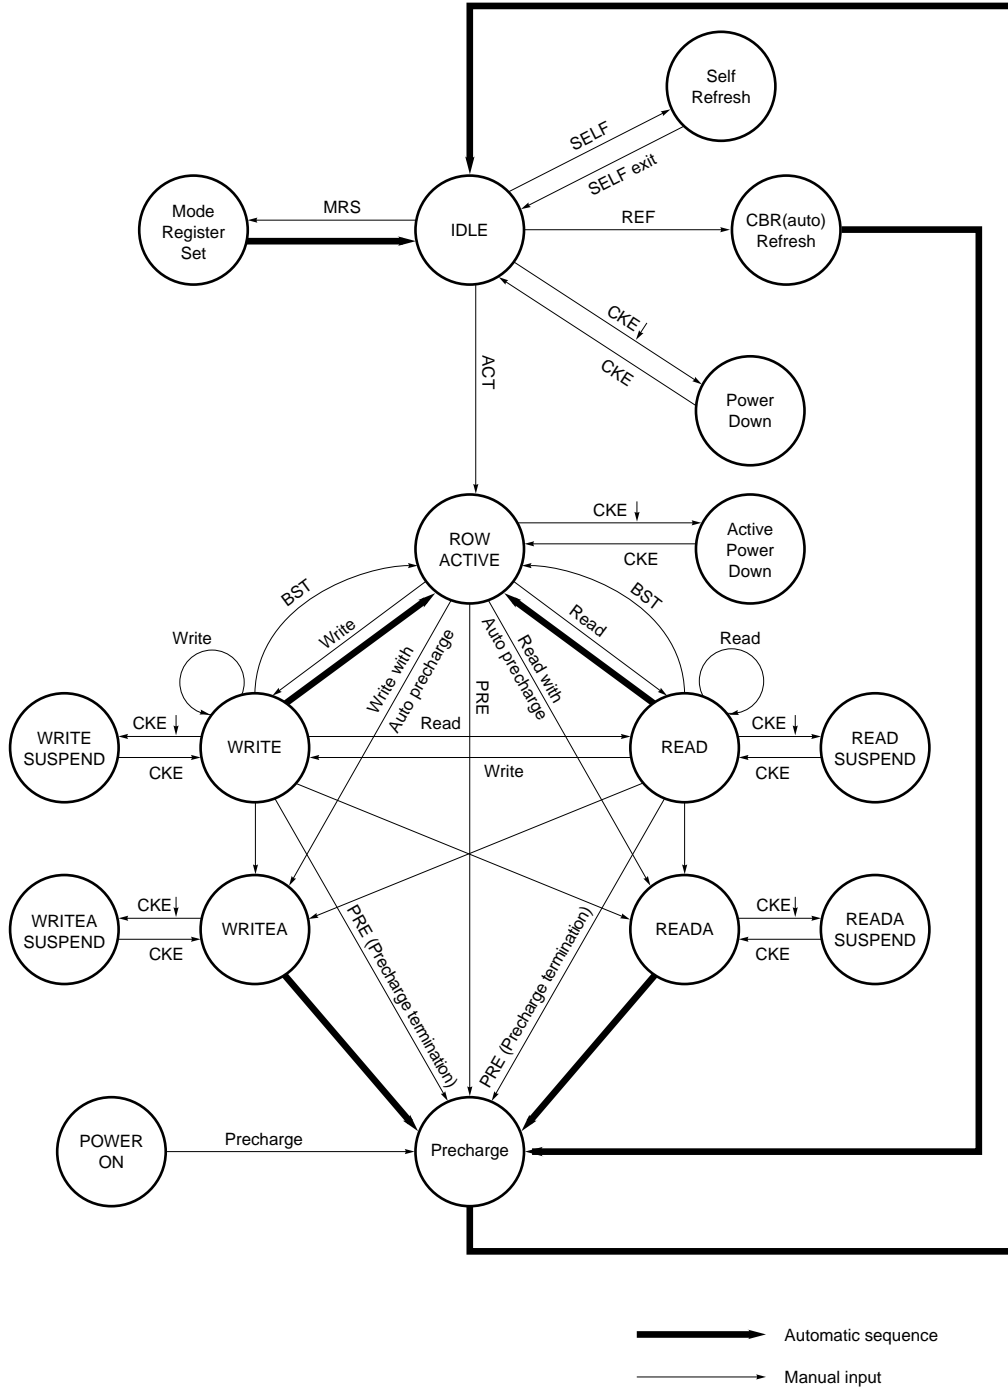 Self
Refresh
SELF
SELF exit
Mode
Register
Set
MRS
IDLE
REF
CBR(auto)
Refresh
CKE
CKE
ACT
Power
Down
ROW
ACTIVE
CKE
CKE
Active
Power
Down
BST
BST
Write
Read
Write
Write with
Auto precharge
PRE
Read with
Auto precharge
Read
WRITE
SUSPEND
CKE
CKE
WRITE
Read
Write
READ
CKE
CKE
READ
SUSPEND
WRITEA
SUSPEND
CKE
CKE
WRITEA
PRE (Precharge termination)
PRE (Precharge termination)
READA
CKE
CKE
READA
SUSPEND
POWER
ON
Precharge
Precharge
Automatic sequence
Manual input